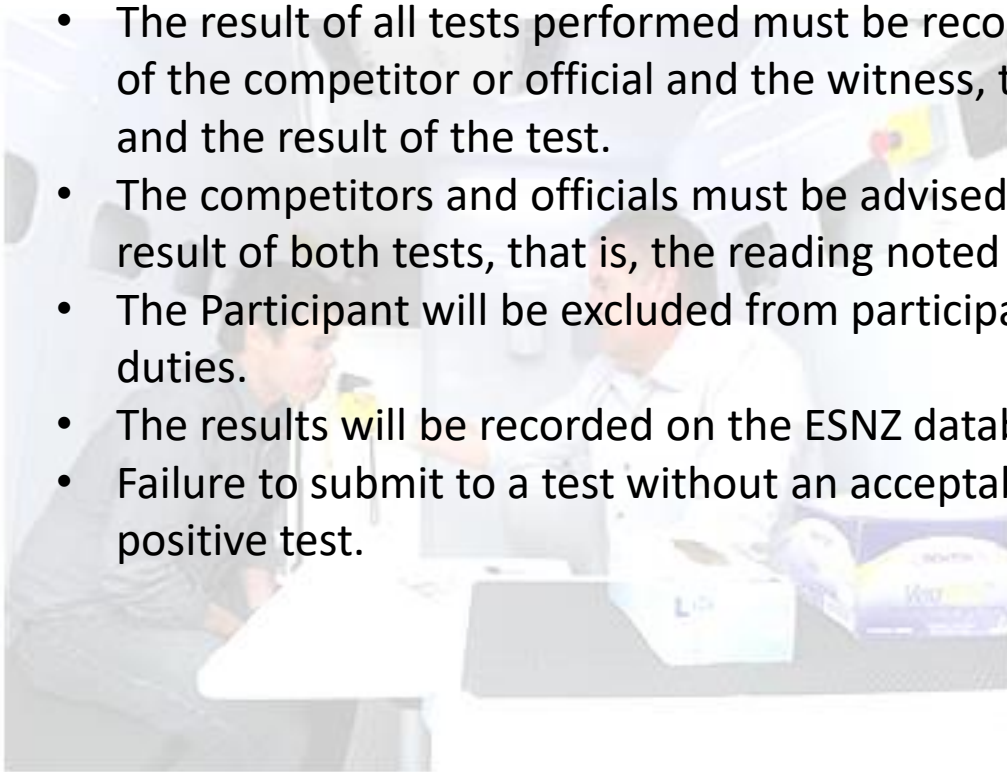 • The result of all tests performed must be reco
of the competitor or official and the witness, t
and the result of the test.
• The competitors and officials must be advised
result of both tests, that is, the reading noted
• The Participant will be excluded from participa
duties.
• The results will be recorded on the ESNZ datab
• Failure to submit to a test without an acceptal
positive test.